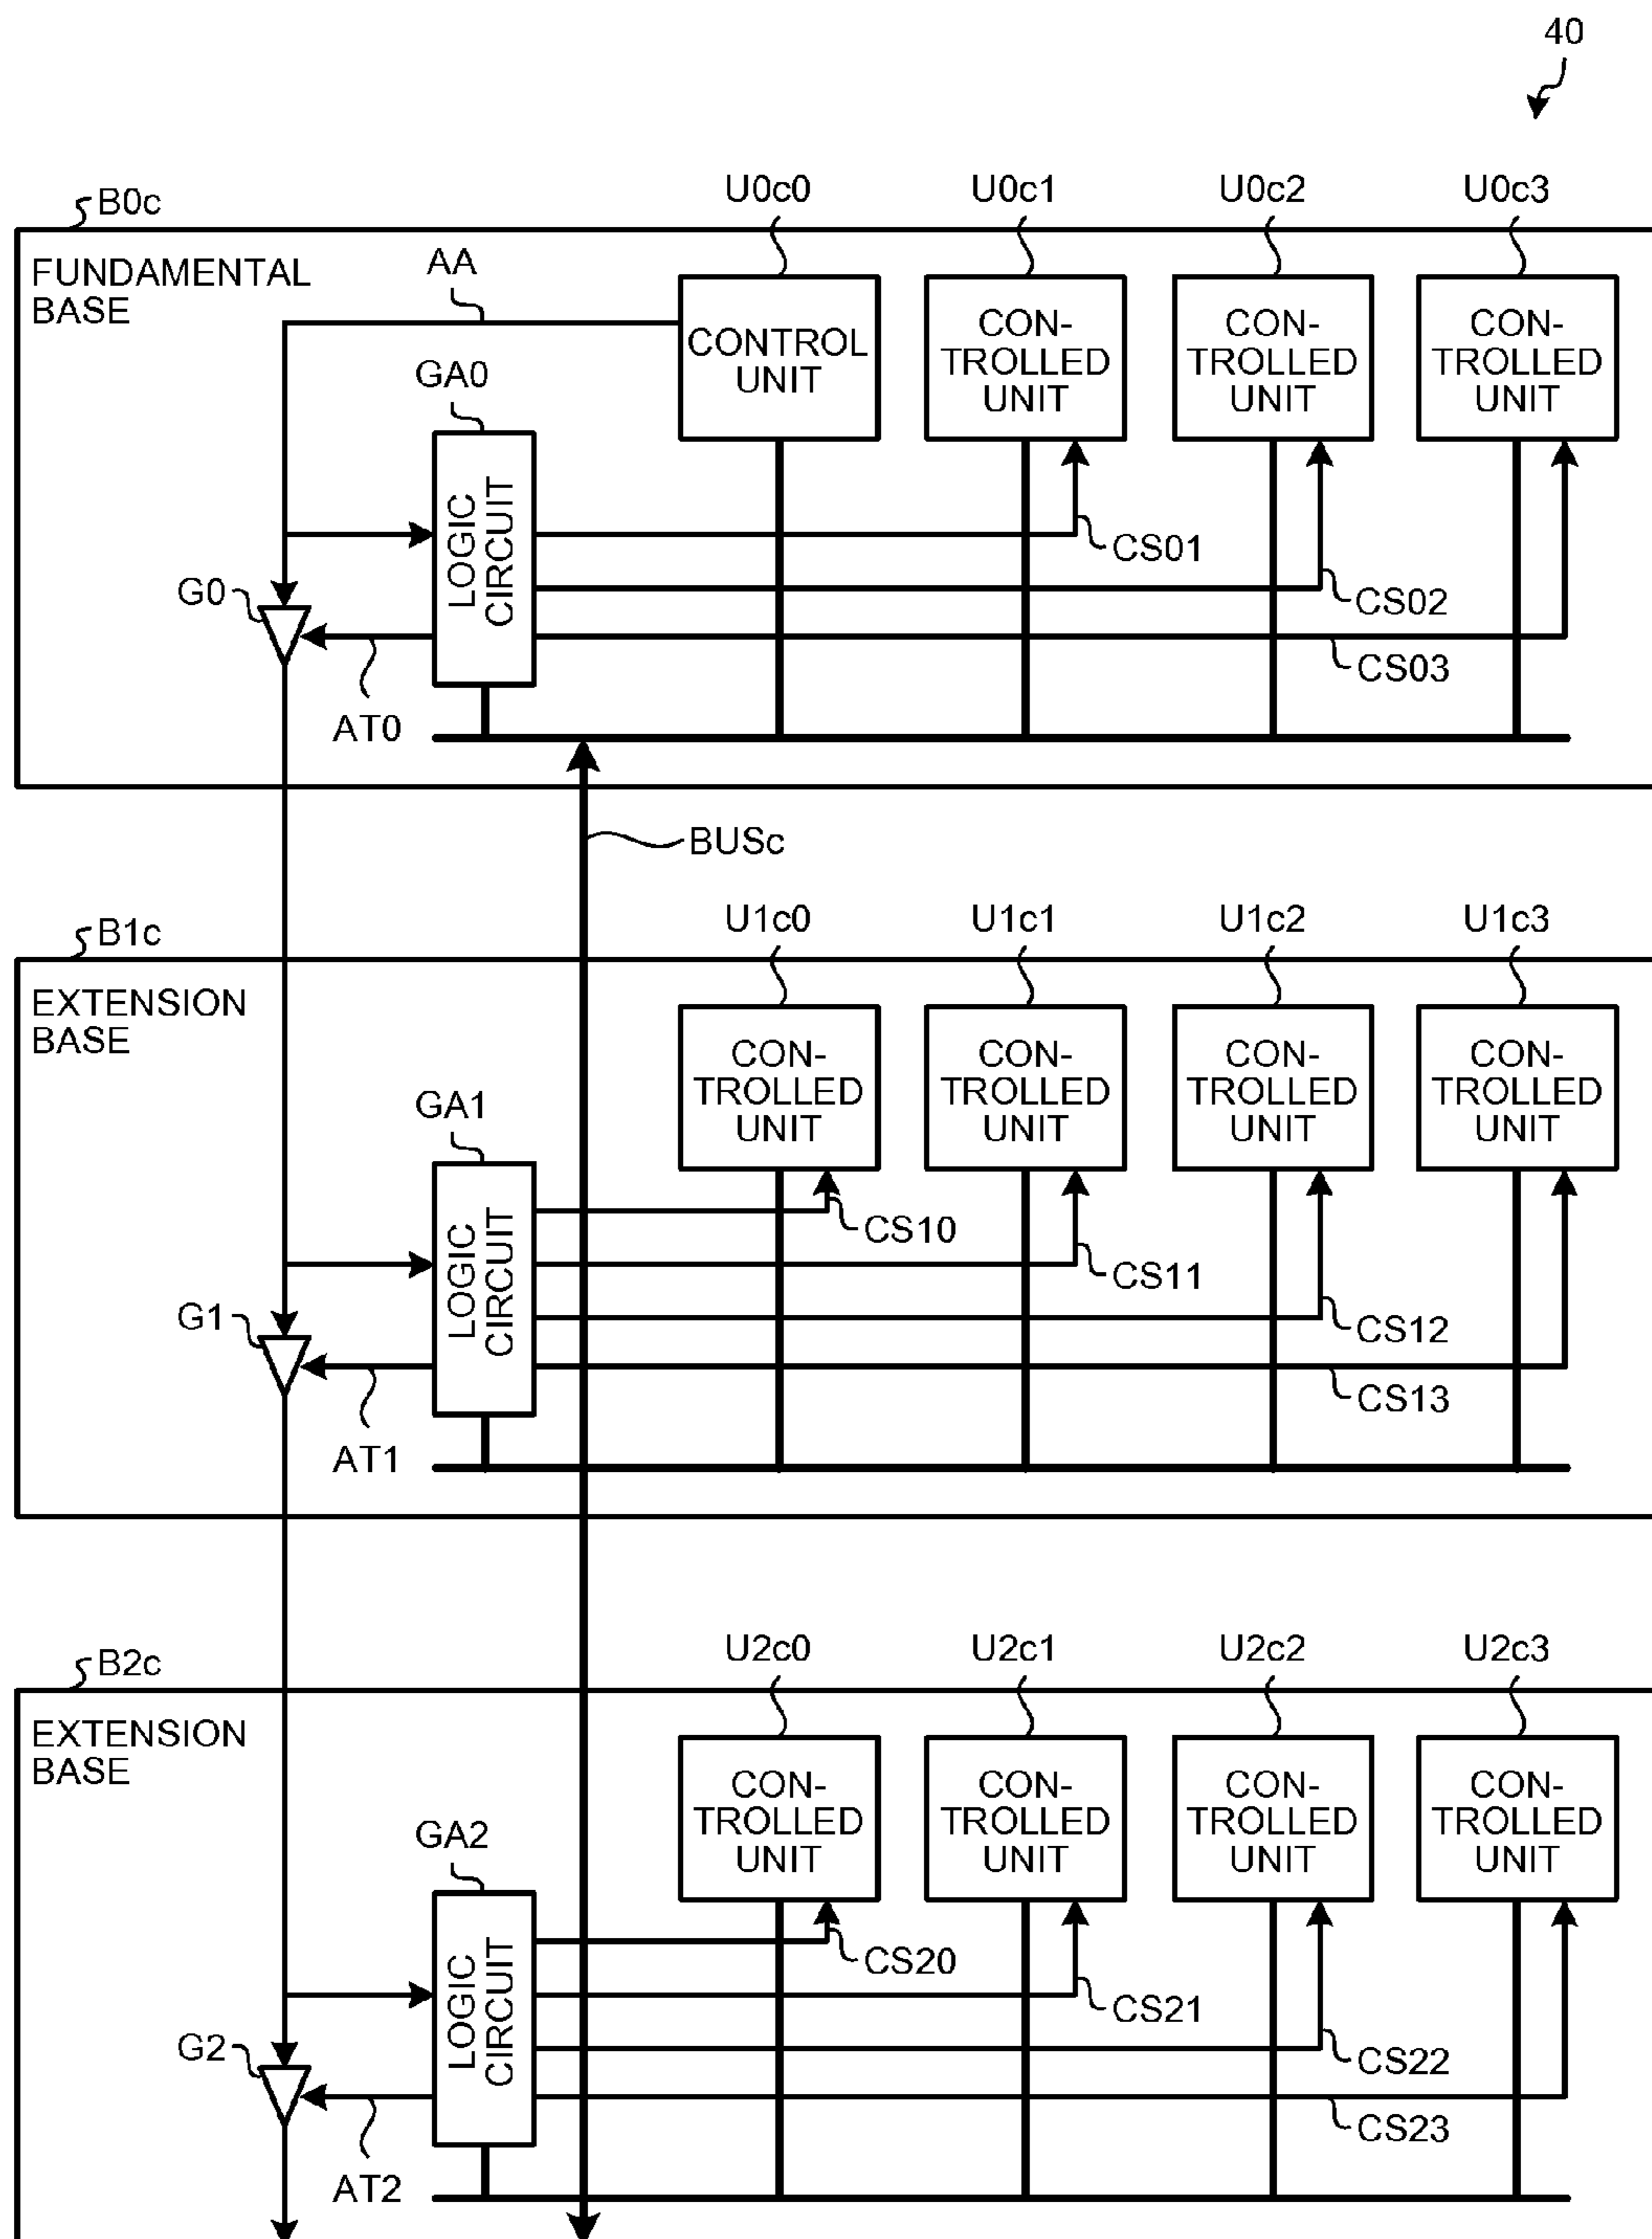 40
B0c
U0c0
U0c1
U0c2
U0c3
FUNDAMENTAL
BASE
AA
CONTROL
UNIT
CON-
TROLLED
UNIT
CON-
TROLLED
UNIT
CON-
TROLLED
UNIT
GA0
LOGIC
CIRCUIT
CS01
G0
CS02
CS03
AT0
BUSc
B1c
U1c0
U1c1
U1c2
U1c3
EXTENSION
BASE
CON-
TROLLED
UNIT
CON-
TROLLED
UNIT
CON-
TROLLED
UNIT
CON-
TROLLED
UNIT
GA1
LOGIC
CIRCUIT
CS10
CS11
G1
CS12
CS13
AT1
B2c
U2c0
U2c1
U2c2
U2c3
EXTENSION
BASE
CON-
TROLLED
UNIT
CON-
TROLLED
UNIT
CON-
TROLLED
UNIT
CON-
TROLLED
UNIT
GA2
LOGIC
CIRCUIT
CS20
CS21
G2
CS22
CS23
AT2